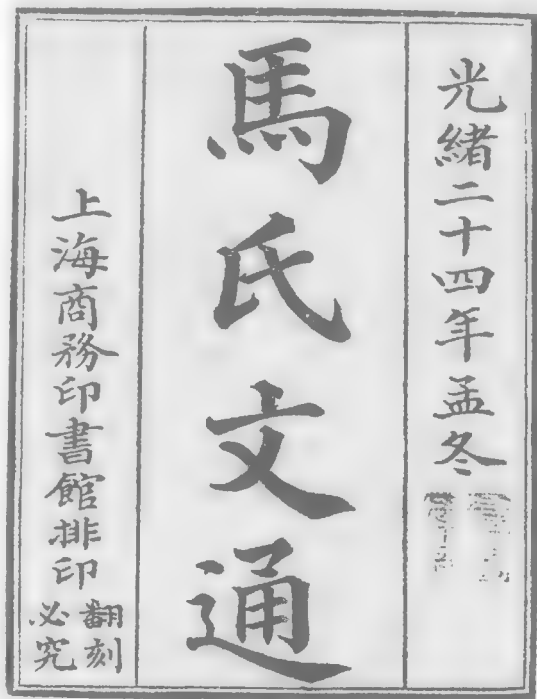 光緒二十四年孟冬
馬氏文通
上海商務印書館排印
翻刻
必究